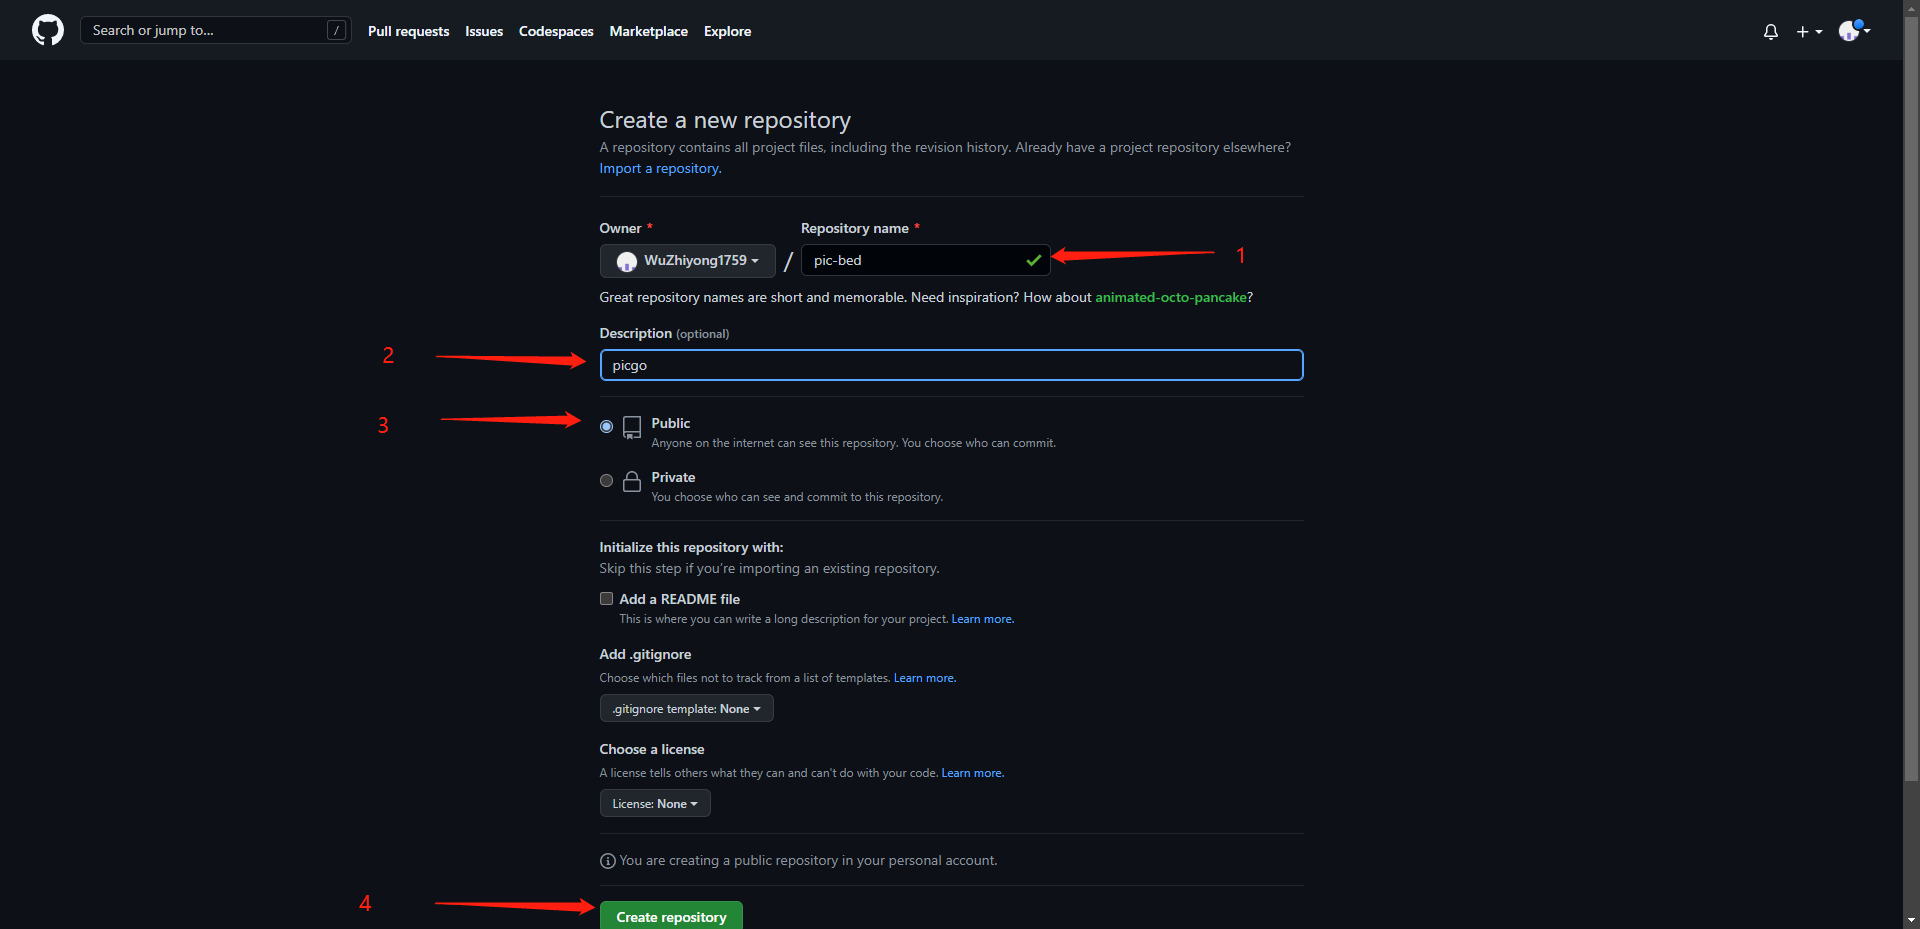 Search or jump to... /
Pull requests Issues Codespaces Marketplace Explore
Create a new repository
A repository contains all project files, including the revision history. Already have a project repository elsewhere?
Import a repository.
Owner * Repository name *
WuZhiyong1759 / pic-bed 1
Great repository names are short and memorable. Need inspiration? How about animated-octo-pancake?
Description (optional)
2 picgo
3 Public
Anyone on the internet can see this repository. You choose who can commit.
Private
You choose who can see and commit to this repository.
Initialize this repository with:
Skip this step if you’re importing an existing repository.
Add a README file
This is where you can write a long description for your project. Learn more.
Add .gitignore
Choose which files not to track from a list of templates. Learn more.
.gitignore template: None
Choose a license
A license tells others what they can and can't do with your code. Learn more.
License: None
You are creating a public repository in your personal account.
4 Create repository